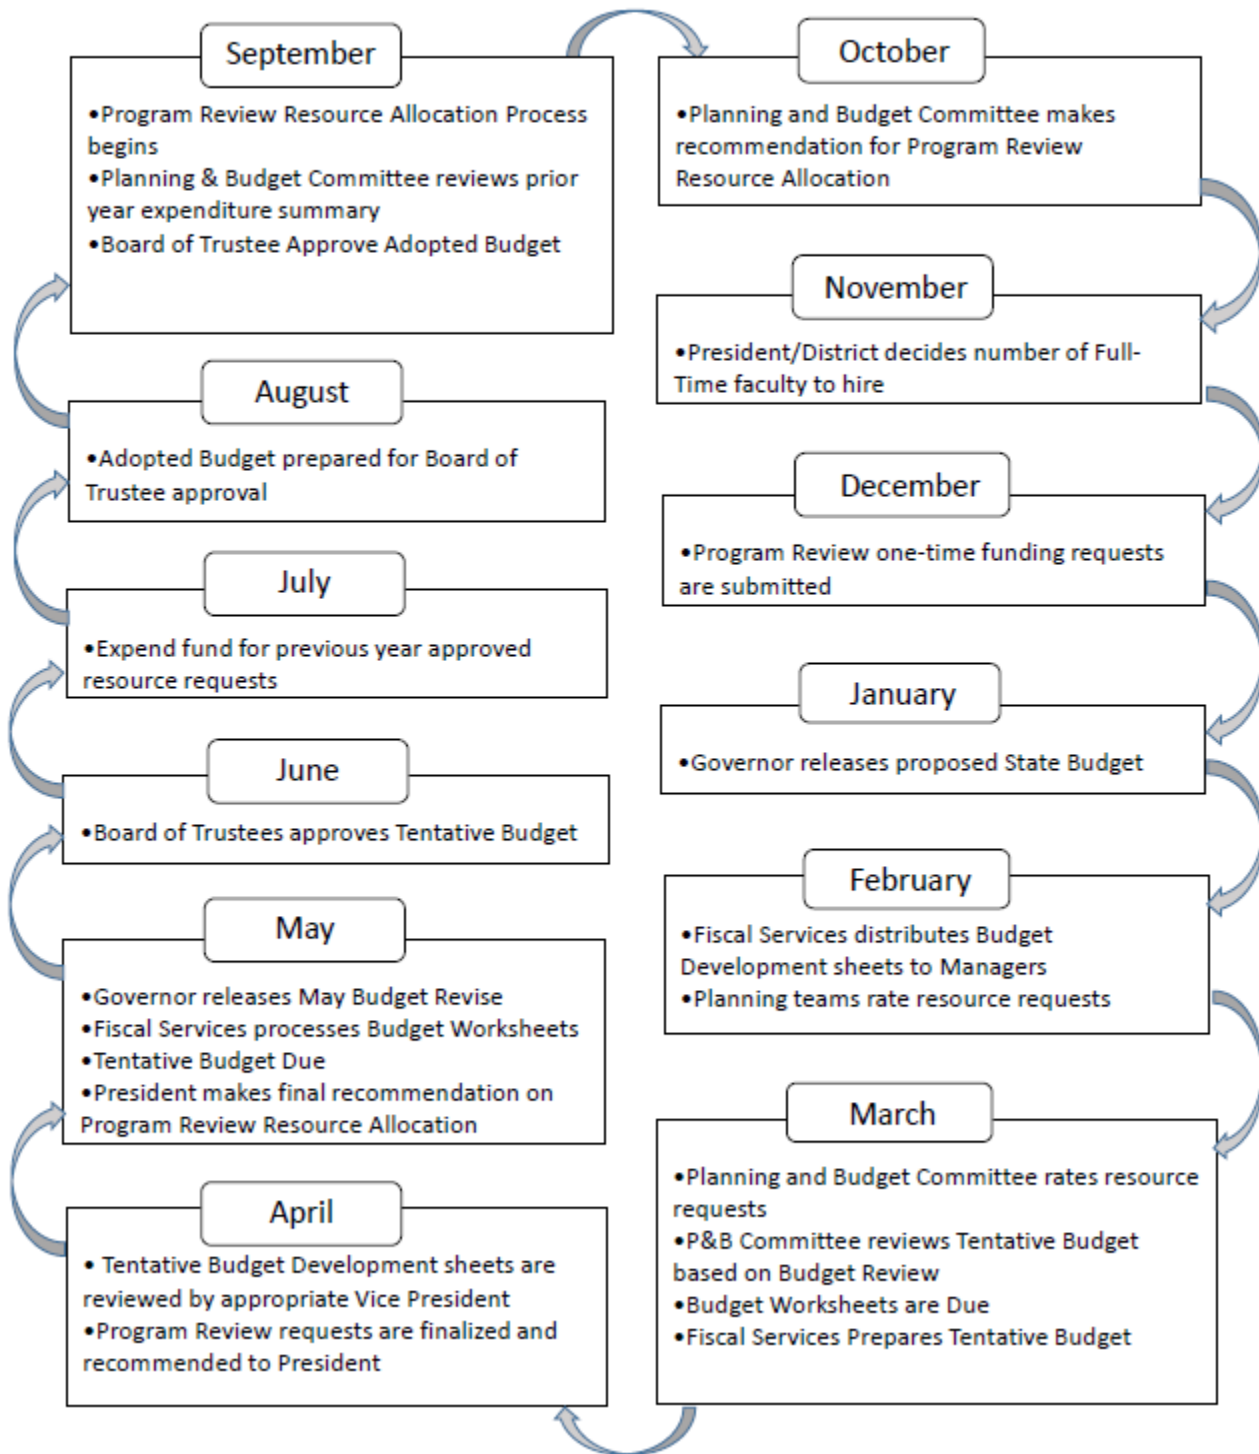 September
•Program Review Resource Allocation Process
begins
•Planning & Budget Committee reviews prior
year expenditure summary
•Board of Trustee Approve Adopted Budget
October
•Planning and Budget Committee makes
recommendation for Program Review
Resource Allocation
November
•President/District decides number of Full-
Time faculty to hire
December
•Program Review one-time funding requests
are submitted
January
•Governor releases proposed State Budget
February
•Fiscal Services distributes Budget
Development sheets to Managers
•Planning teams rate resource requests
March
•Planning and Budget Committee rates resource
requests
•P&B Committee reviews Tentative Budget
based on Budget Review
•Budget Worksheets are Due
•Fiscal Services Prepares Tentative Budget
April
• Tentative Budget Development sheets are
reviewed by appropriate Vice President
•Program Review requests are finalized and
recommended to President
May
•Governor releases May Budget Revise
•Fiscal Services processes Budget Worksheets
•Tentative Budget Due
•President makes final recommendation on
Program Review Resource Allocation
June
•Board of Trustees approves Tentative Budget
July
•Expend fund for previous year approved
resource requests
August
•Adopted Budget prepared for Board of
Trustee approval